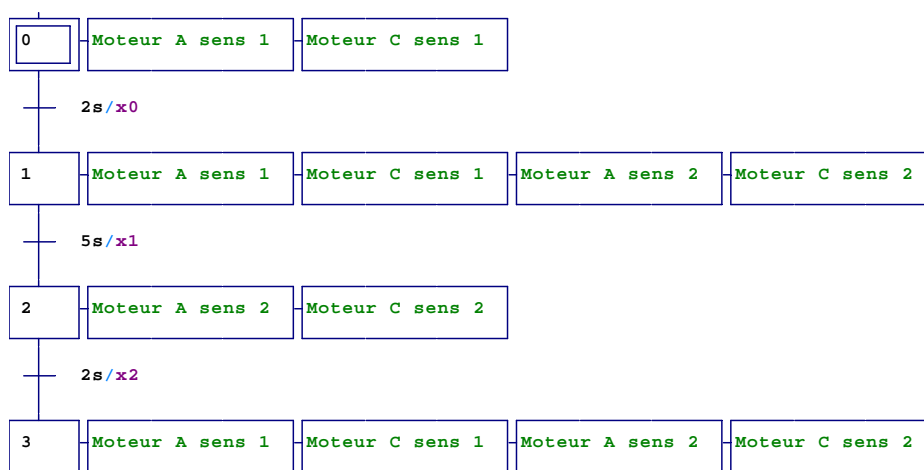 0 Moteur A sens 1 Moteur C sens 1
2s/x0
1 Moteur A sens 1 Moteur C sens 1 Moteur A sens 2 Moteur C sens 2
5s/x1
2 Moteur A sens 2 Moteur C sens 2
2s/x2
3 Moteur A sens 1 Moteur C sens 1 Moteur A sens 2 Moteur C sens 2